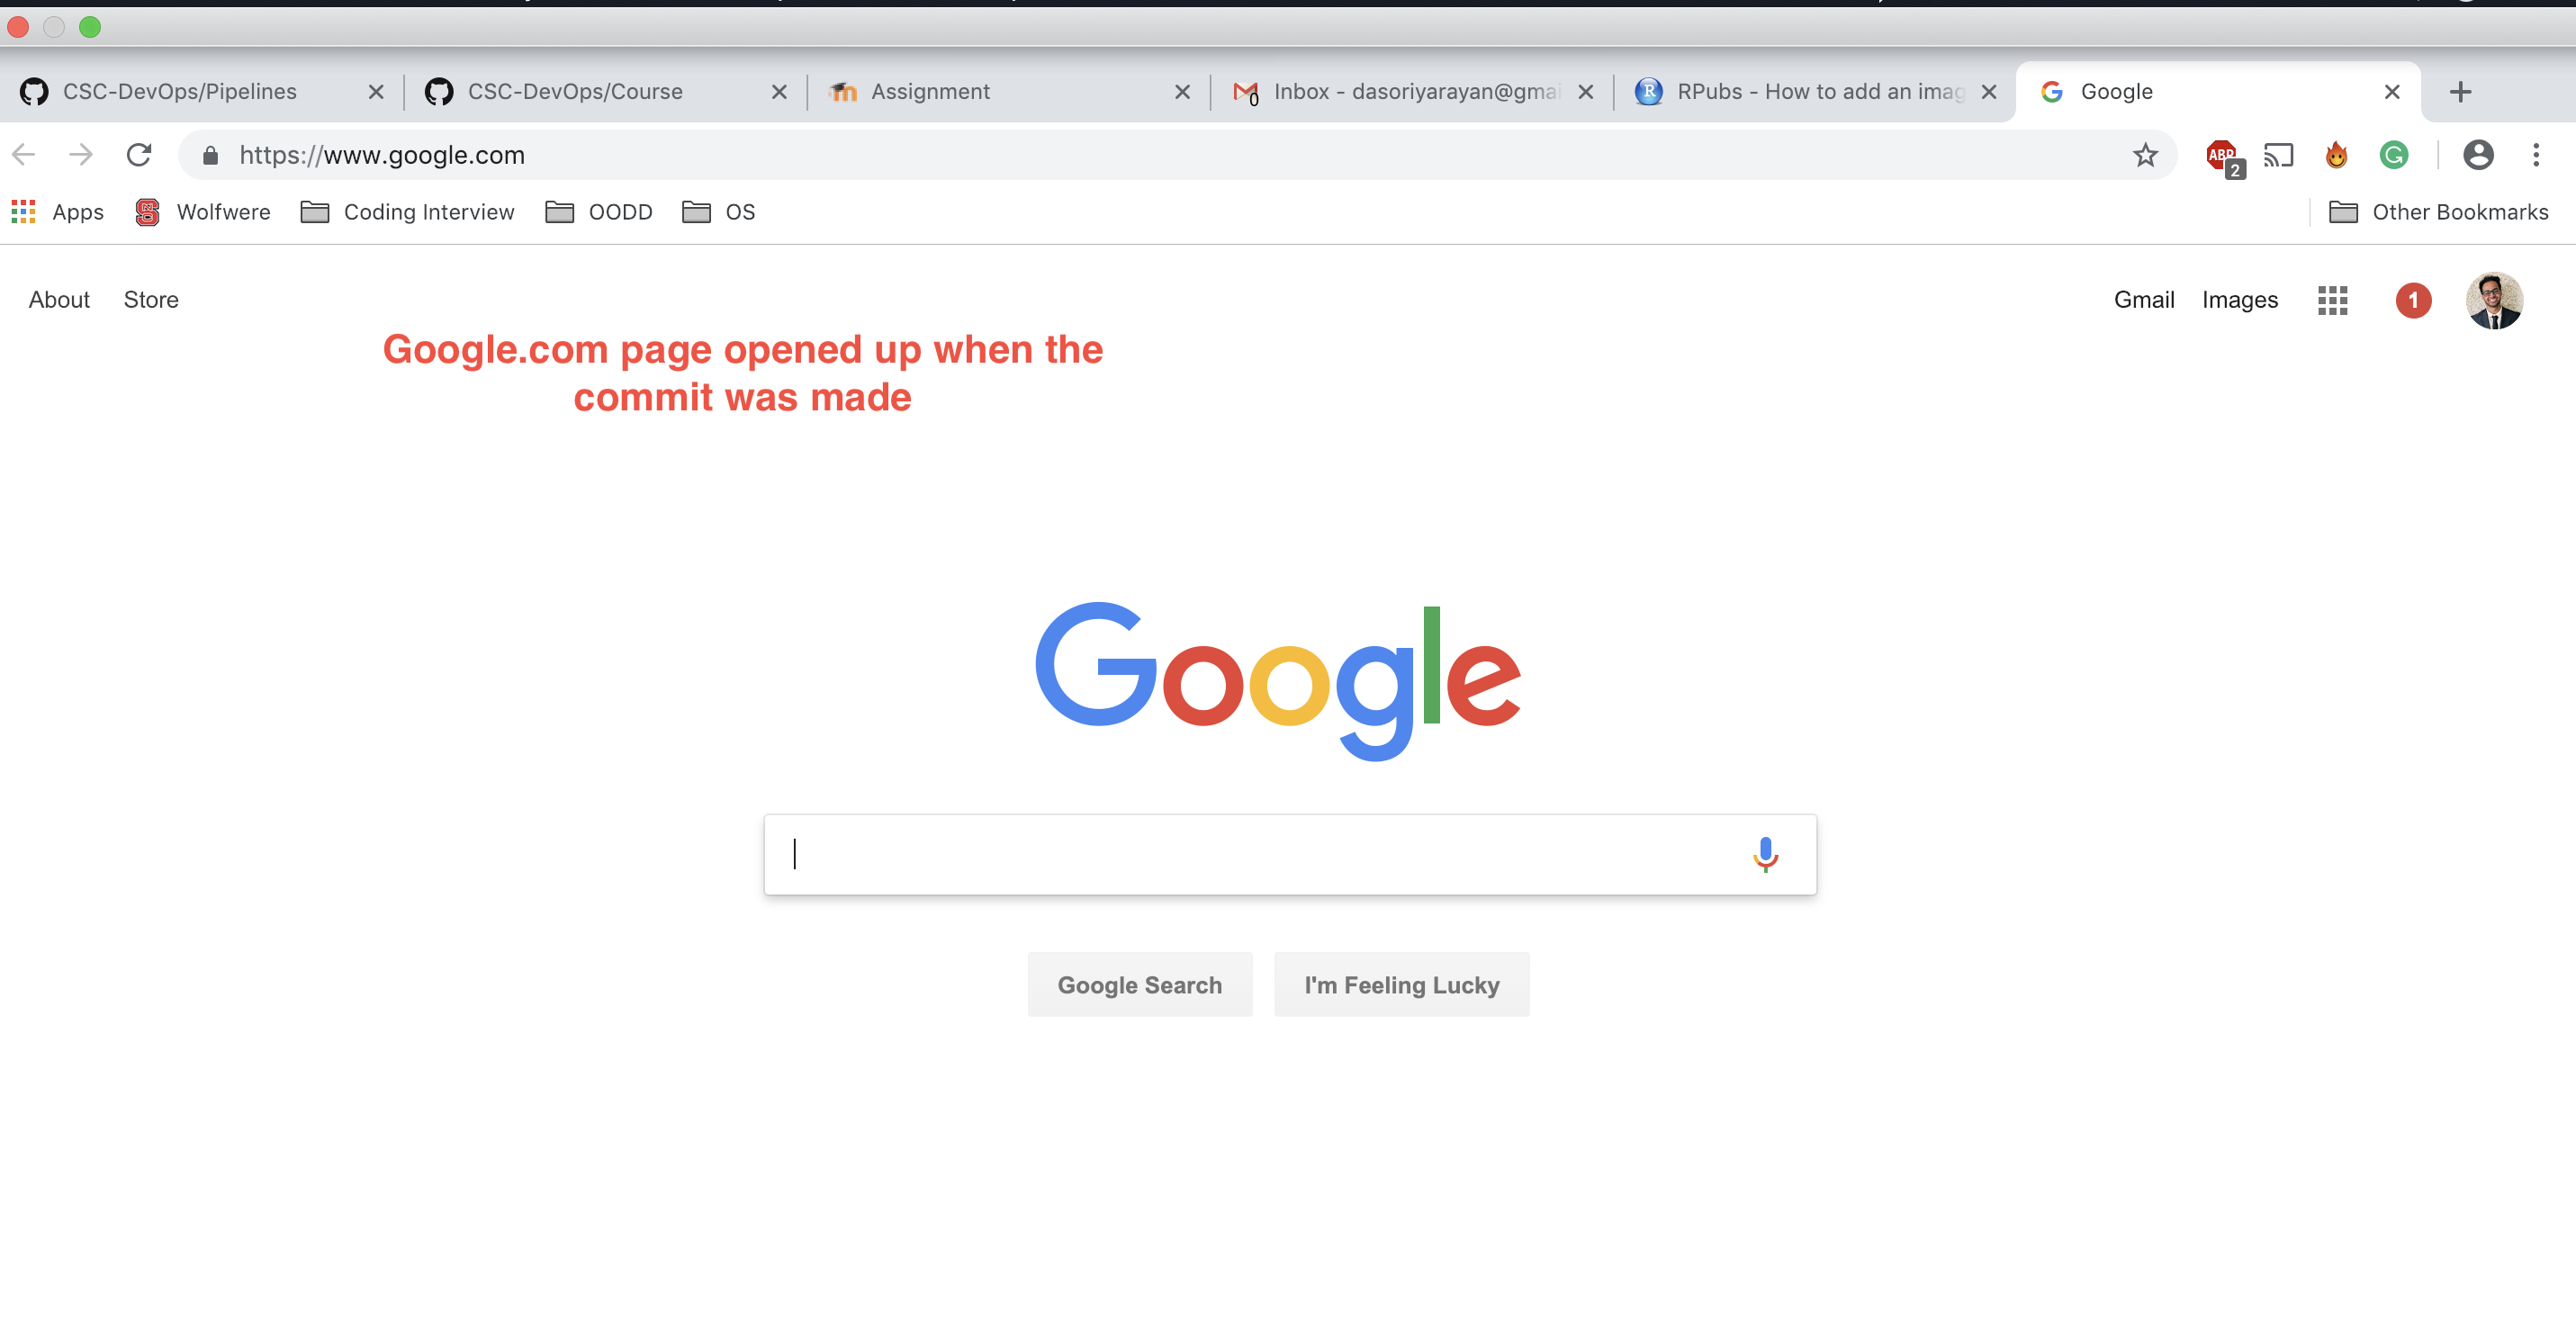 CSC-DevOps/Pipelines
CSC-DevOps/Course
Assignment
Inbox - dasoriyarayan@gmai
RPubs - How to add an imag
Google
https://www.google.com
ABP
2
Apps
Wolfwere
Coding Interview
OODD
OS
Other Bookmarks
About
Store
Gmail
Images
1
Google.com page opened up when the
commit was made
Google
Google Search
I'm Feeling Lucky